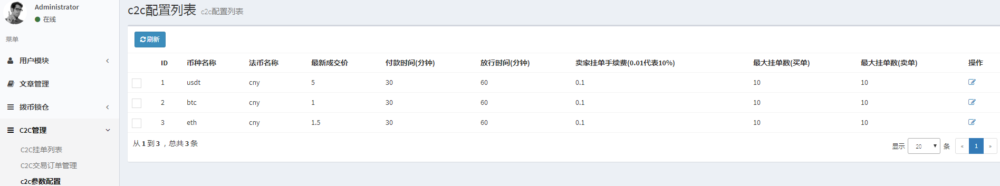 Administrator
在线
菜单
用户模块
文章管理
拨币锁仓
C2C管理
C2C挂单列表
C2C交易订单管理
c2c参数配置
c2c配置列表 c2c配置列表
刷新
ID 币种名称 法币名称 最新成交价 付款时间(分钟) 放行时间(分钟) 卖家挂单手续费(0.01代表10%) 最大挂单数(买单) 最大挂单数(卖单) 操作
1 usdt cny 5 30 60 0.1 10 10
2 btc cny 1 30 60 0.1 10 10
3 eth cny 1.5 30 60 0.1 10 10
从 1 到 3 ，总共 3 条
显示 20 条 « 1 »